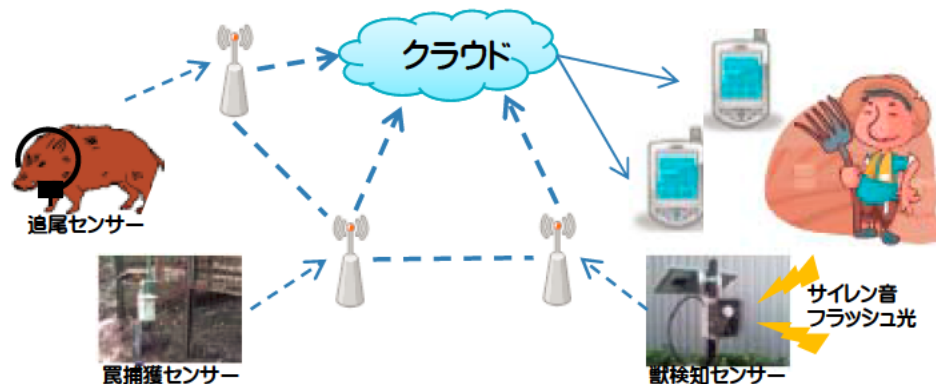 クラウド
追尾センサー
サイレン音
フラッシュ光
罠捕獲センサー
獣検知センサー